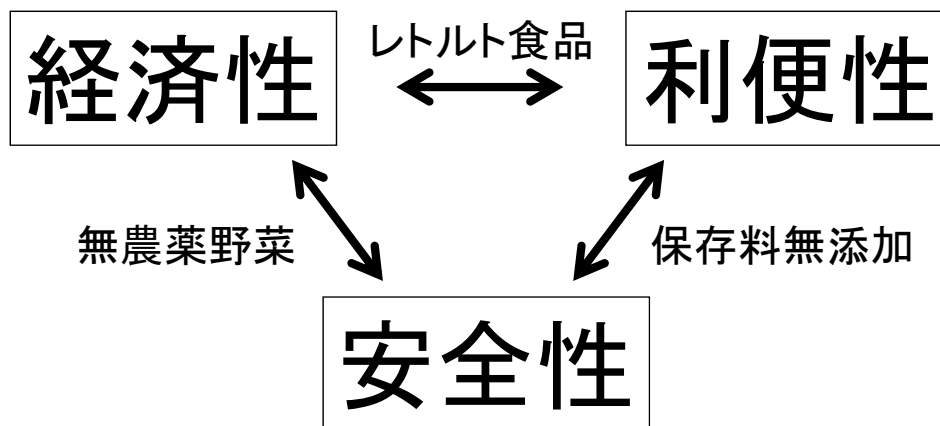 レトルト食品
経済性
利便性
無農薬野菜
保存料無添加
安全性